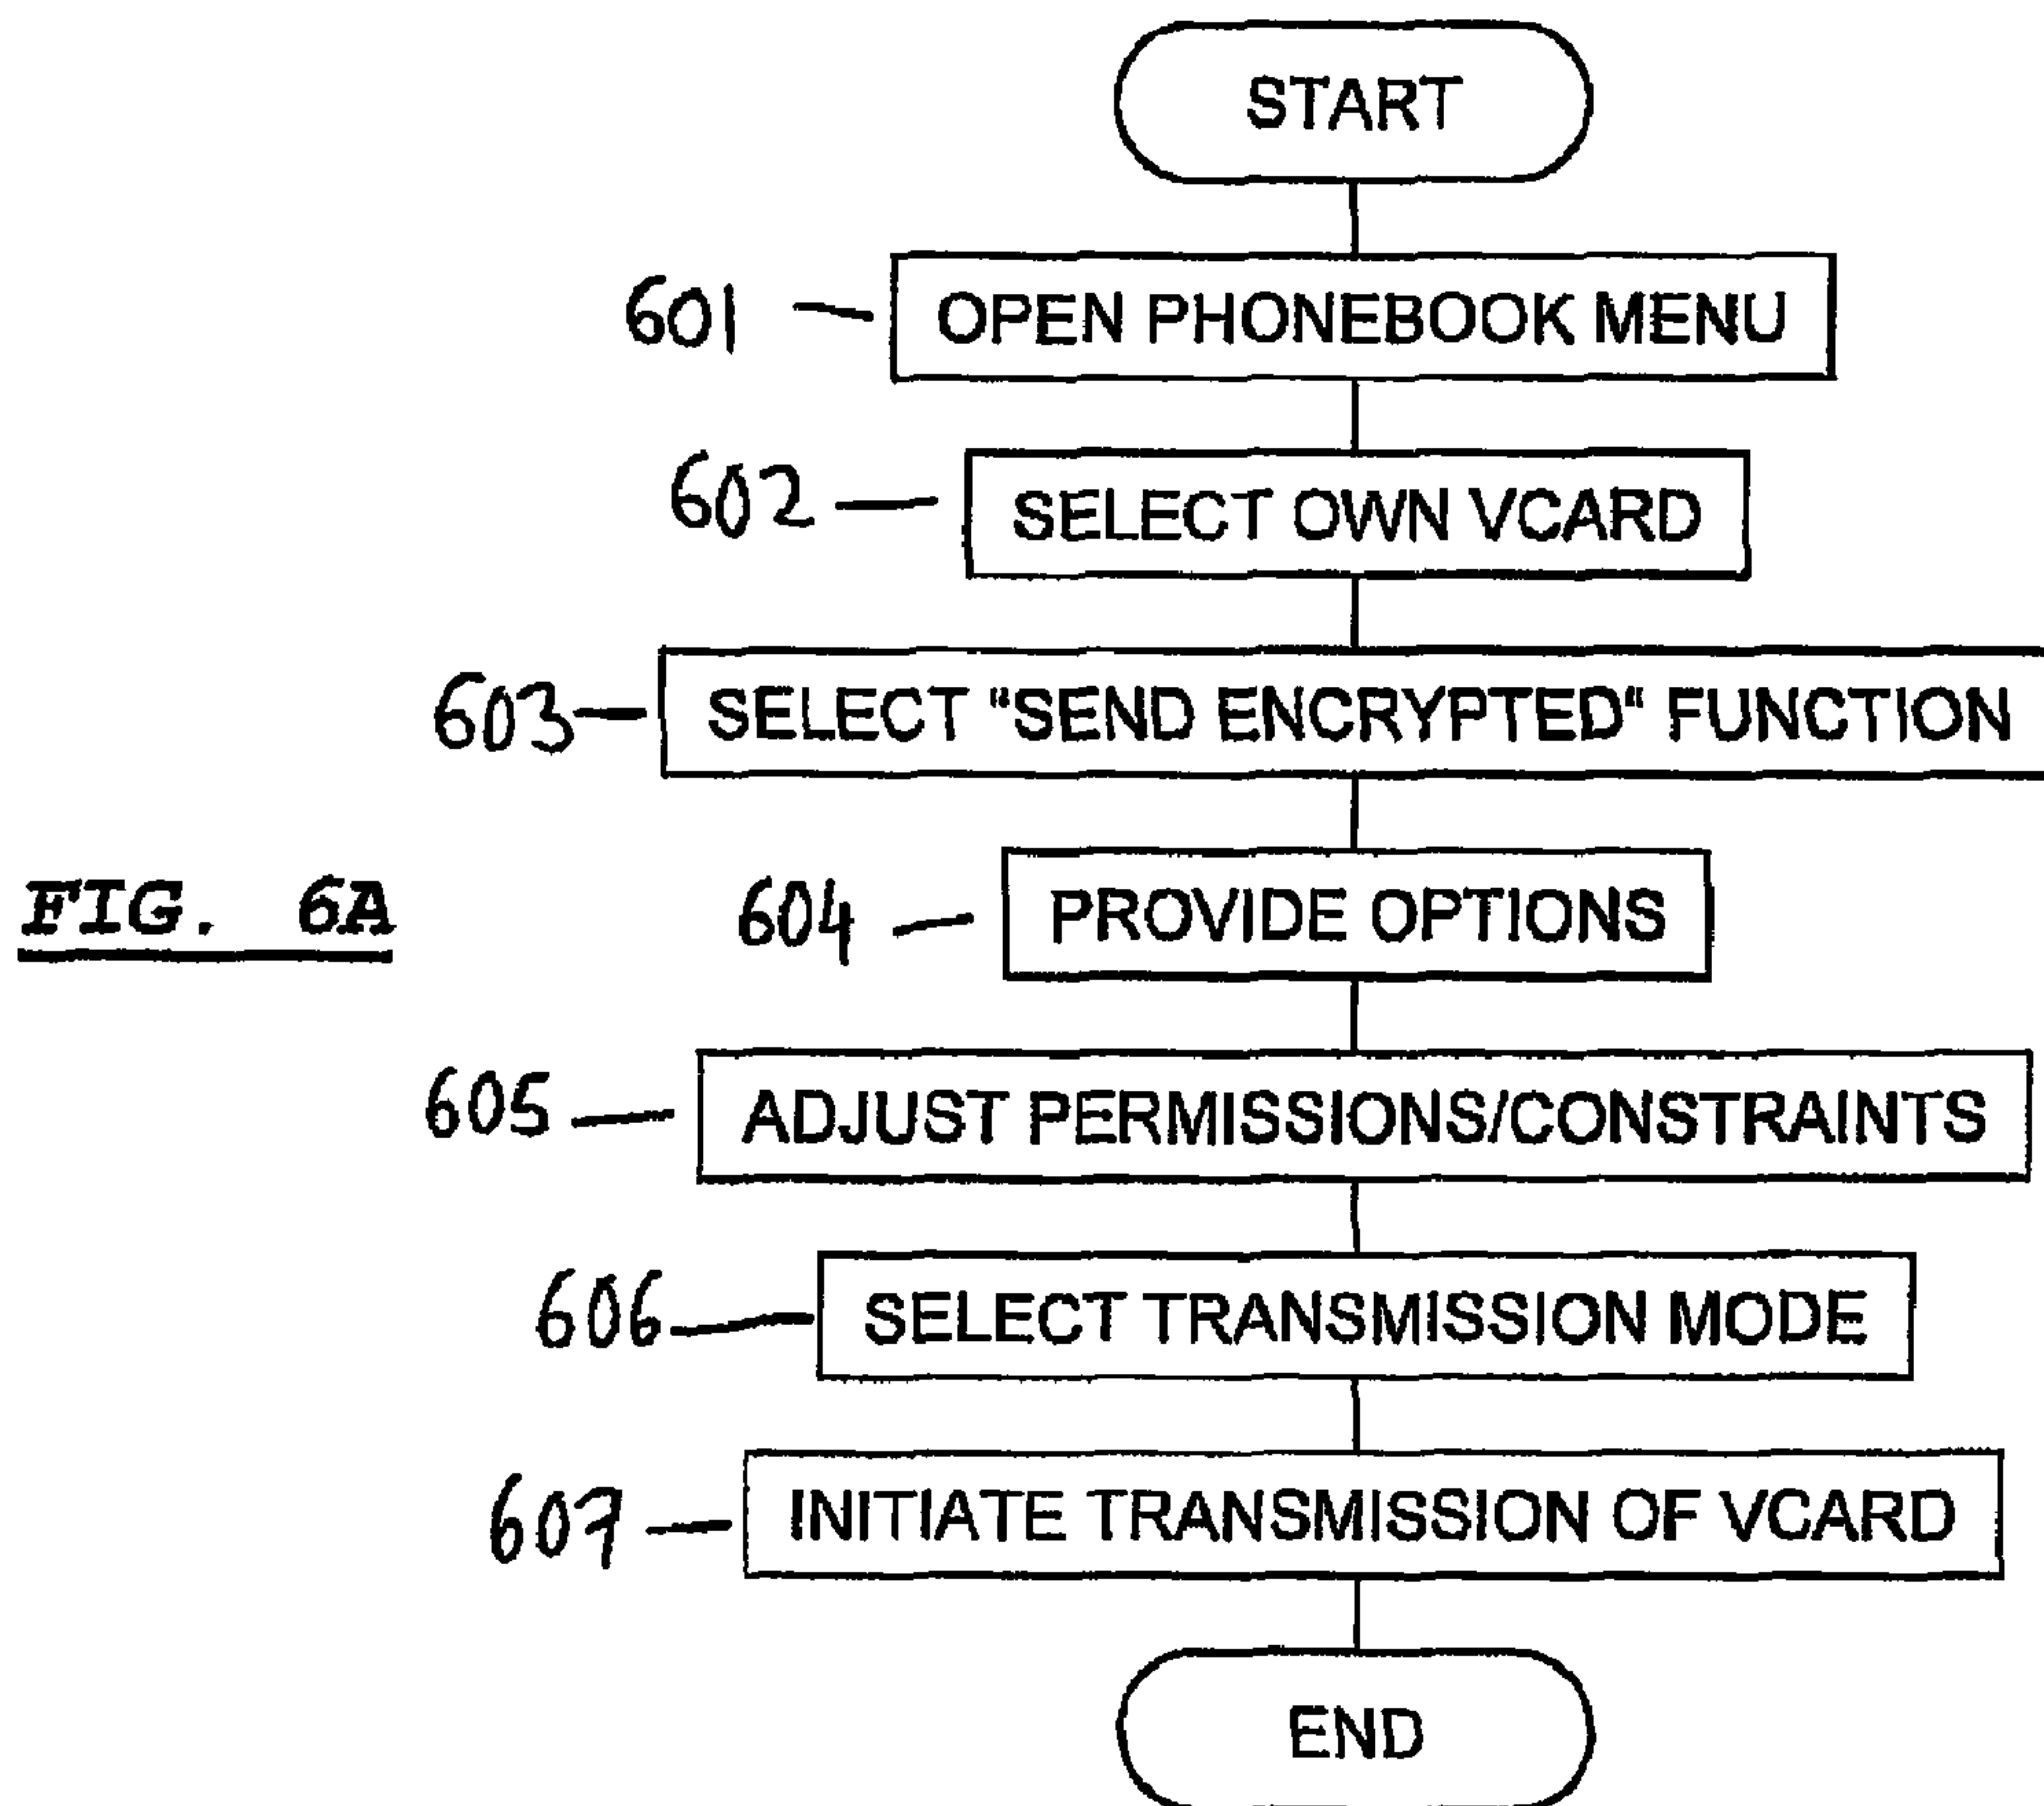 START
601 OPEN PHONEBOOK MENU
602 SELECT OWN VCARD
603 SELECT "SEND ENCRYPTED" FUNCTION
FIG. 6A
604 PROVIDE OPTIONS
605 ADJUST PERMISSIONS/CONSTRAINTS
606 SELECT TRANSMISSION MODE
607 INITIATE TRANSMISSION OF VCARD
END